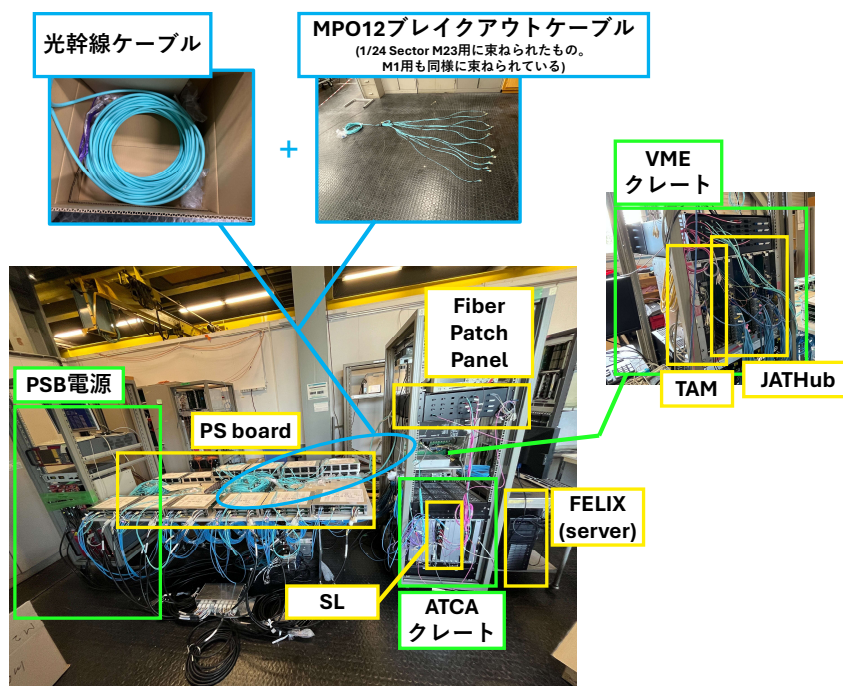 光幹線ケーブル
MPO12ブレイクアウトケーブル
(1/24 Sector M23用に束ねられたもの。
M1用も同様に束ねられている)
+
VME
クレート
Fiber
Patch
Panel
TAM
JATHub
PSB電源
PS board
FELIX
(server)
SL
ATCA
クレート